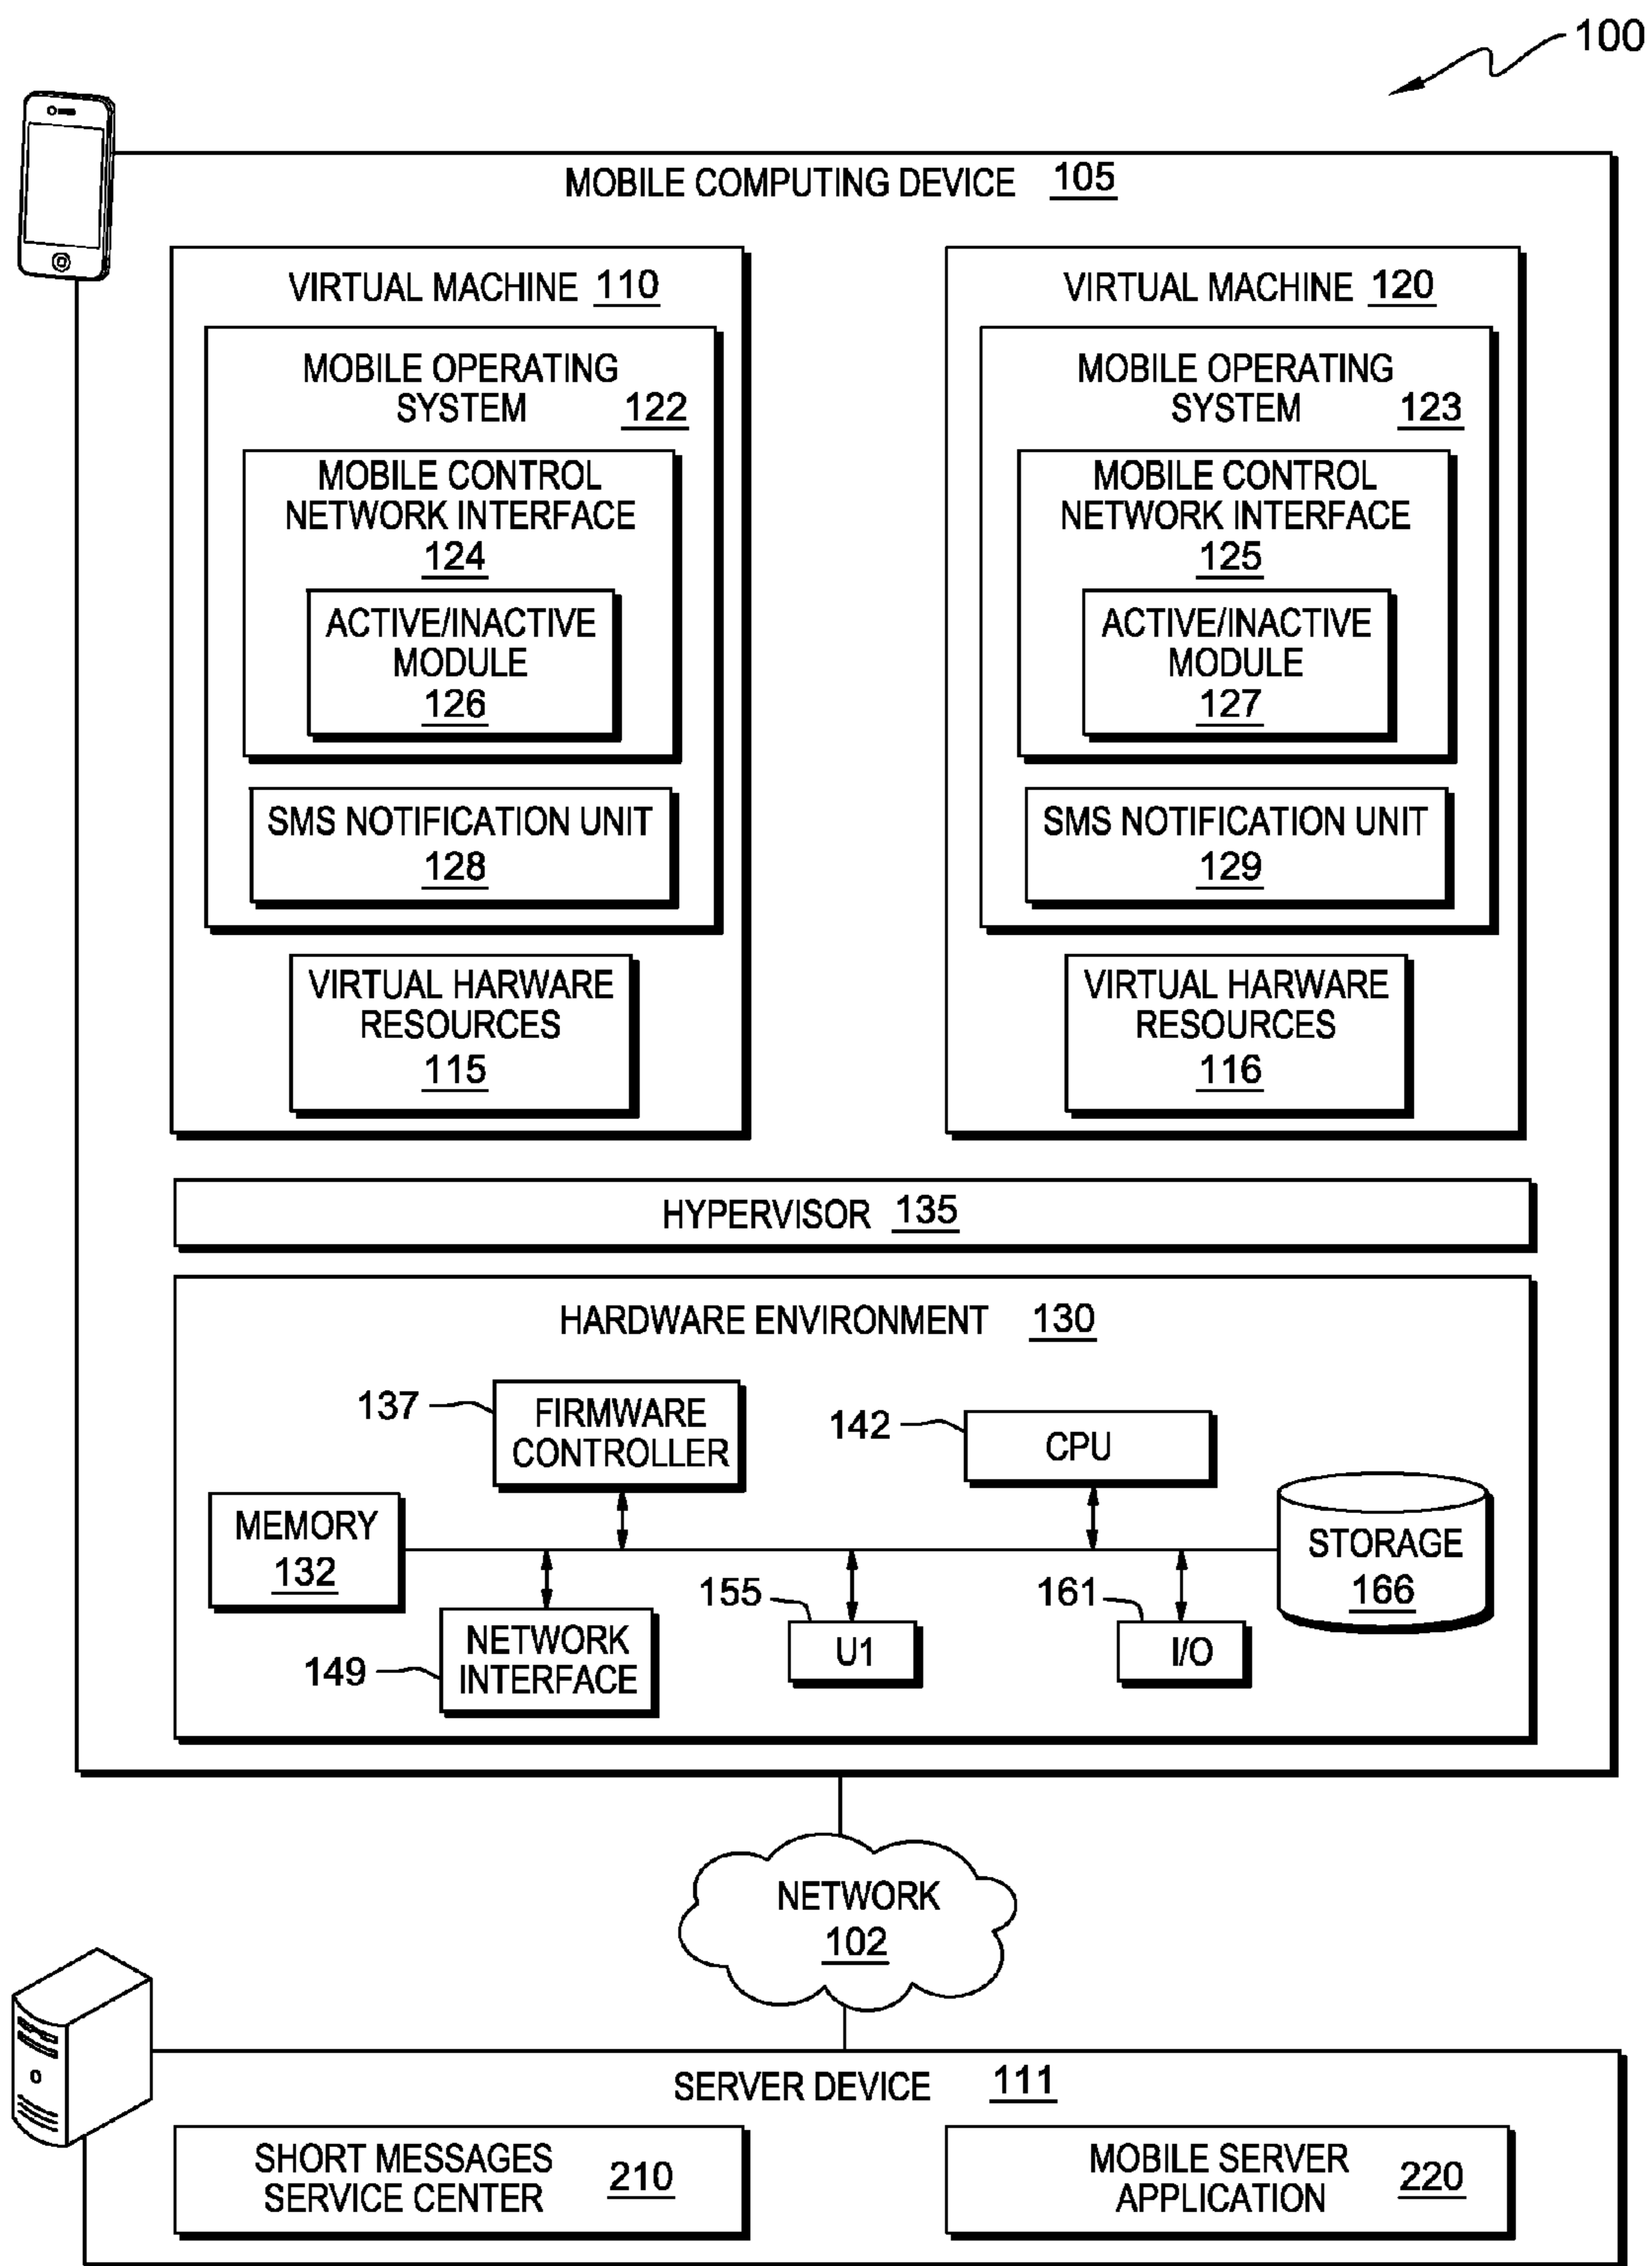 100
MOBILE COMPUTING DEVICE 105
VIRTUAL MACHINE 110
MOBILE OPERATING
SYSTEM 122
MOBILE CONTROL
NETWORK INTERFACE
124
ACTIVE/INACTIVE
MODULE
126
SMS NOTIFICATION UNIT
128
VIRTUAL HARWARE
RESOURCES
115
VIRTUAL MACHINE 120
MOBILE OPERATING
SYSTEM 123
MOBILE CONTROL
NETWORK INTERFACE
125
ACTIVE/INACTIVE
MODULE
127
SMS NOTIFICATION UNIT
129
VIRTUAL HARWARE
RESOURCES
116
HYPERVISOR 135
HARDWARE ENVIRONMENT 130
137
FIRMWARE
CONTROLLER
142
CPU
MEMORY
132
STORAGE
166
149
NETWORK
INTERFACE
155
U1
161
I/O
NETWORK
102
SERVER DEVICE 111
SHORT MESSAGES
SERVICE CENTER 210
MOBILE SERVER
APPLICATION 220